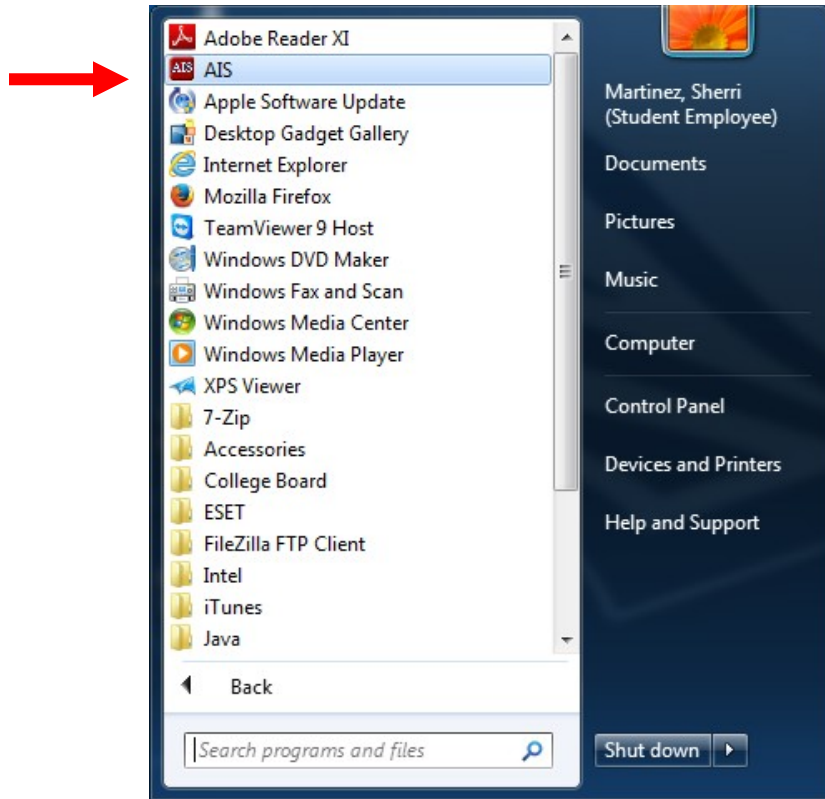 Adobe Reader XI
AIS AIS
Apple Software Update
Desktop Gadget Gallery
Internet Explorer
Mozilla Firefox
TeamViewer 9 Host
Windows DVD Maker
Windows Fax and Scan
Windows Media Center
Windows Media Player
XPS Viewer
7-Zip
Accessories
College Board
ESET
FileZilla FTP Client
Intel
iTunes
Java
Back
Search programs and files
Martinez, Sherri
(Student Employee)
Documents
Pictures
Music
Computer
Control Panel
Devices and Printers
Help and Support
Shut down